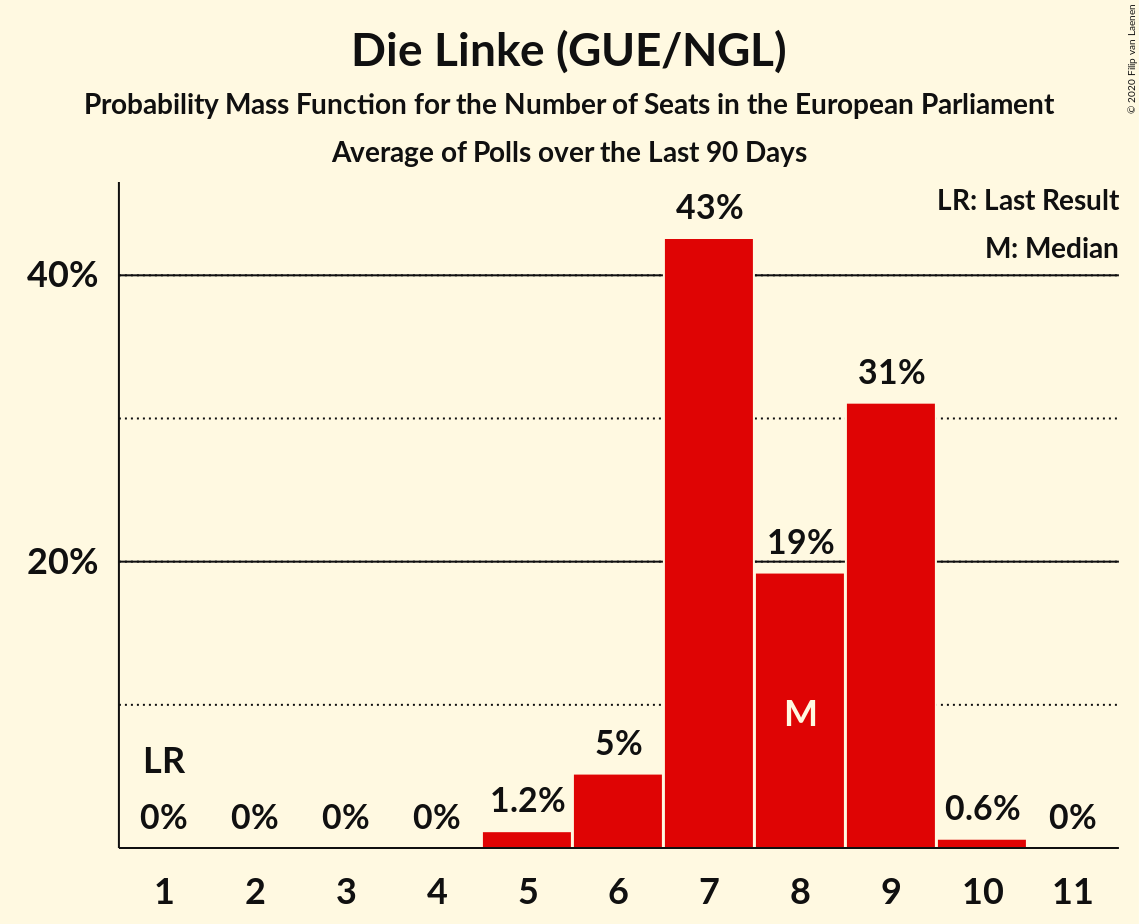 Die Linke (GUE/NGL)
Probability Mass Function for the Number of Seats in the European Parliament
Average of Polls over the Last 90 Days
© 2020 Filip van Laenen
LR: Last Result
M: Median
40%
20%
LR
0%
0%
0%
0%
1.2%
5%
43%
19%
31%
0.6%
0%
M
1 2 3 4 5 6 7 8 9 10 11